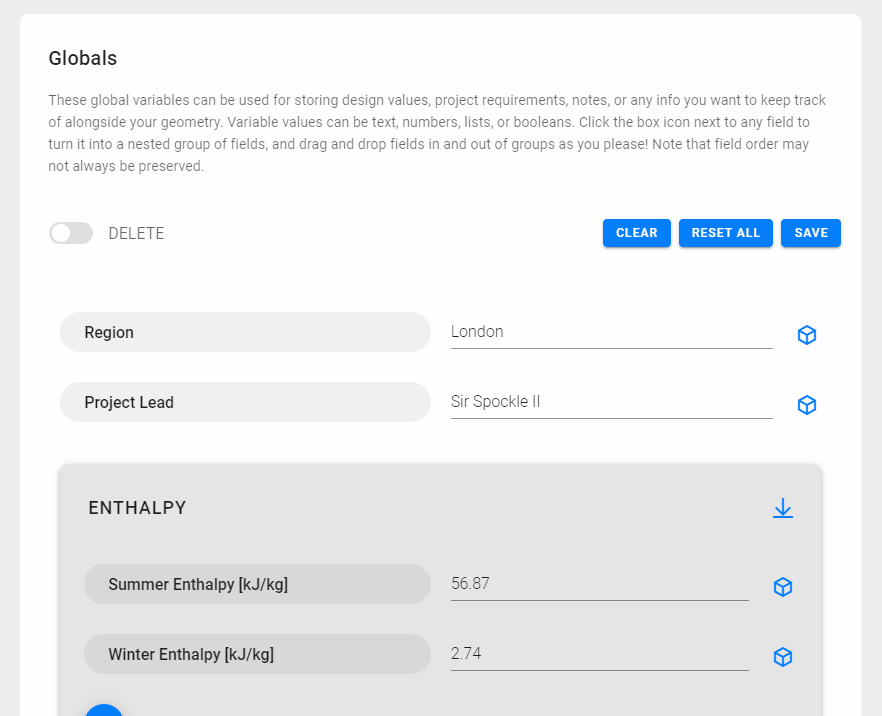 Globals
These global variables can be used for storing design values, project requirements, notes, or any info you want to keep track
of alongside your geometry. Variable values can be text, numbers, lists, or booleans. Click the box icon next to any field to
turn it into a nested group of fields, and drag and drop fields in and out of groups as you please! Note that field order may
not always be preserved.
DELETE CLEAR RESET ALL SAVE
Region London
Project Lead Sir Spockle II
ENTHALPY
Summer Enthalpy [kJ/kg] 56.87
Winter Enthalpy [kJ/kg] 2.74